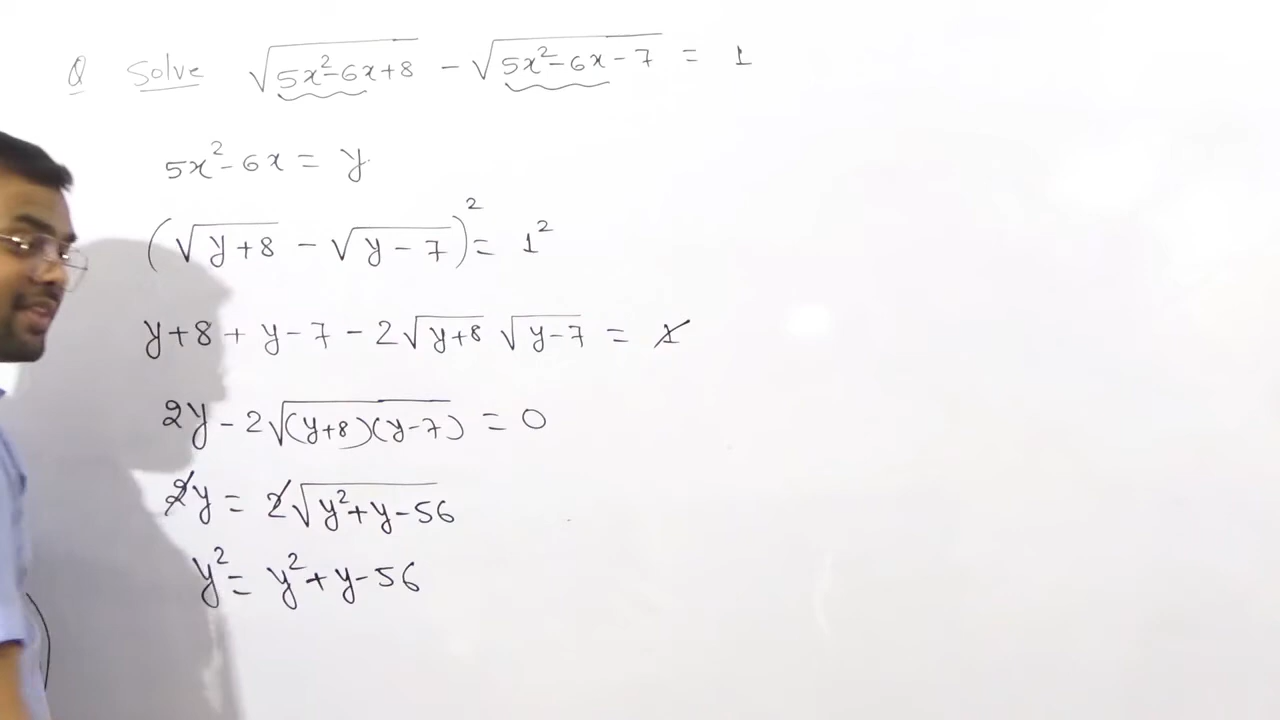 Q Solve √(5x²-6x+8) - √(5x²-6x-7) = 1
5x²-6x = y
(√(y+8) - √(y-7))² = 1²
y+8 + y-7 - 2√(y+8) √(y-7) = 1
2y - 2√((y+8)(y-7)) = 0
2y = 2√(y²+y-56)
y² = y²+y-56